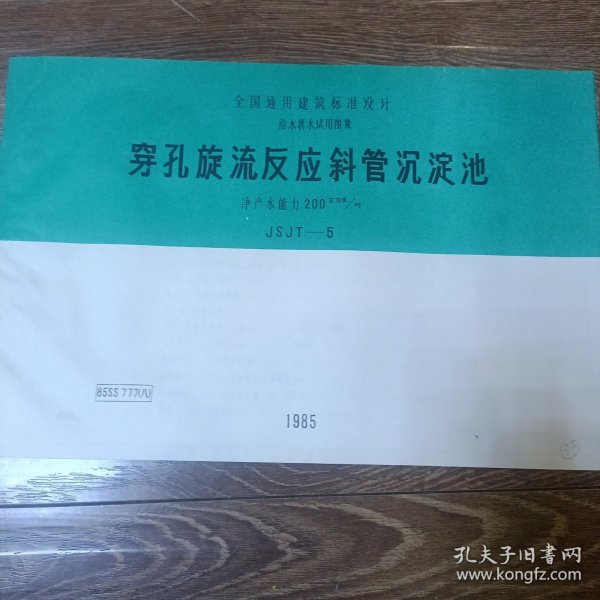 全国通用建筑标准设计
给水排水试用图集
穿孔旋流反应斜管沉淀池
净产水能力200立方米/时
JSJT—5
85SS 777(八)
1985
孔夫子旧书网
www.kongfz.com